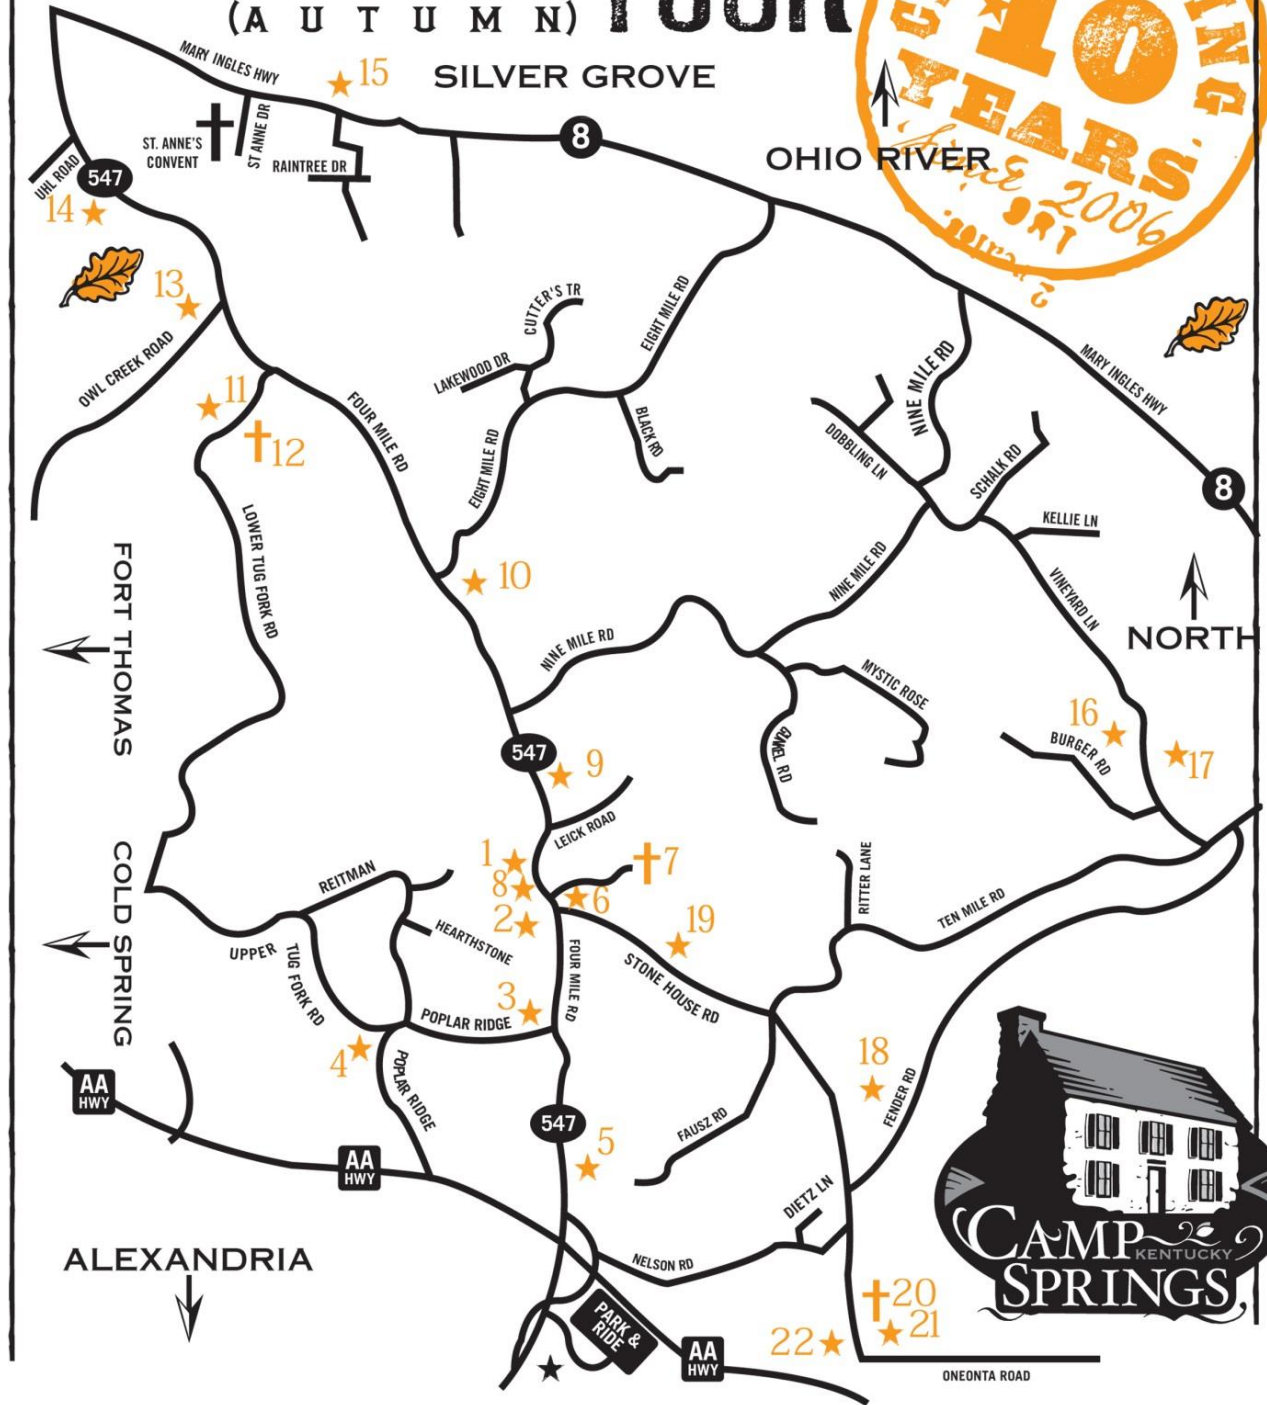 (AUTUMN) TOUR
10
YEARS
Since 2006
MARY INGLES HWY
15
SILVER GROVE
8
OHIO RIVER
ST. ANNE'S
CONVENT
ST ANNE DR
RAINTREE DR
UHL ROAD
547
14
13
OWL CREEK ROAD
11
12
CUTTER'S TR
LAKEWOOD DR
EIGHT MILE RD
FOUR MILE RD
EIGHT MILE RD
BLACK RD
DOBBLING LN
NINE MILE RD
SCHALK RD
MARY INGLES HWY
8
KELLIE LN
LOWER TUG FORK RD
FORT THOMAS
10
NINE MILE RD
NINE MILE RD
VINEYARD LN
NORTH
MYSTIC ROSE
547
9
16
BURGER RD
17
LEICK ROAD
COLD SPRING
1
8
2
7
6
REITMAN
HEARTHSTONE
UPPER
TUG FORK RD
19
STONE HOUSE RD
RITTER LANE
TEN MILE RD
FOUR MILE RD
3
POPLAR RIDGE
4
POPLAR RIDGE
18
FENDER RD
AA
HWY
AA
HWY
547
5
FAUSZ RD
DIETZ LN
NELSON RD
ALEXANDRIA
PARK &
RIDE
AA
HWY
20
21
22
ONEONTA ROAD
CAMP
KENTUCKY
SPRINGS